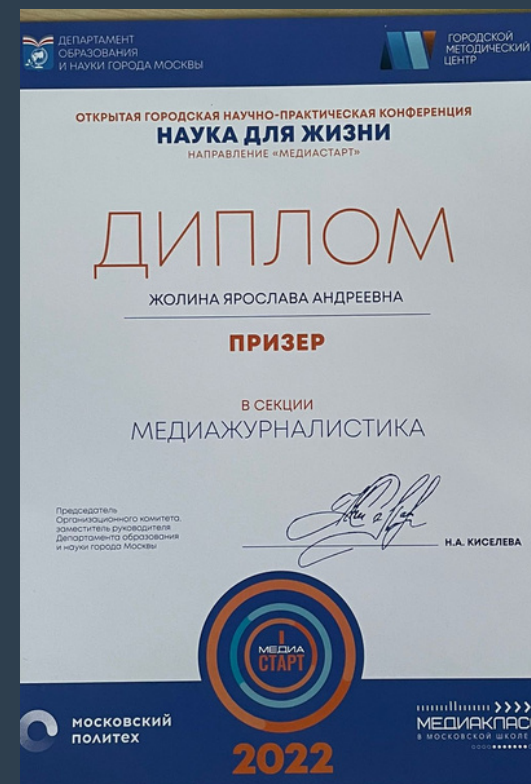 ДЕПАРТАМЕНТ
ОБРАЗОВАНИЯ
И НАУКИ ГОРОДА МОСКВЫ
ГОРОДСКОЙ
МЕТОДИЧЕСКИЙ
ЦЕНТР
ОТКРЫТАЯ ГОРОДСКАЯ НАУЧНО-ПРАКТИЧЕСКАЯ КОНФЕРЕНЦИЯ
НАУКА ДЛЯ ЖИЗНИ
НАПРАВЛЕНИЕ «МЕДИАСТАРТ»
ДИПЛОМ
ЖОЛИНА ЯРОСЛАВА АНДРЕЕВНА
ПРИЗЕР
В СЕКЦИИ
МЕДИАЖУРНАЛИСТИКА
Председатель
Организационного комитета,
заместитель руководителя
Департамента образования
и науки города Москвы
Н.А. КИСЕЛЕВА
МЕДИА
СТАРТ
московский
политех
МЕДИАКЛАСС
В МОСКОВСКОЙ ШКОЛЕ
2022